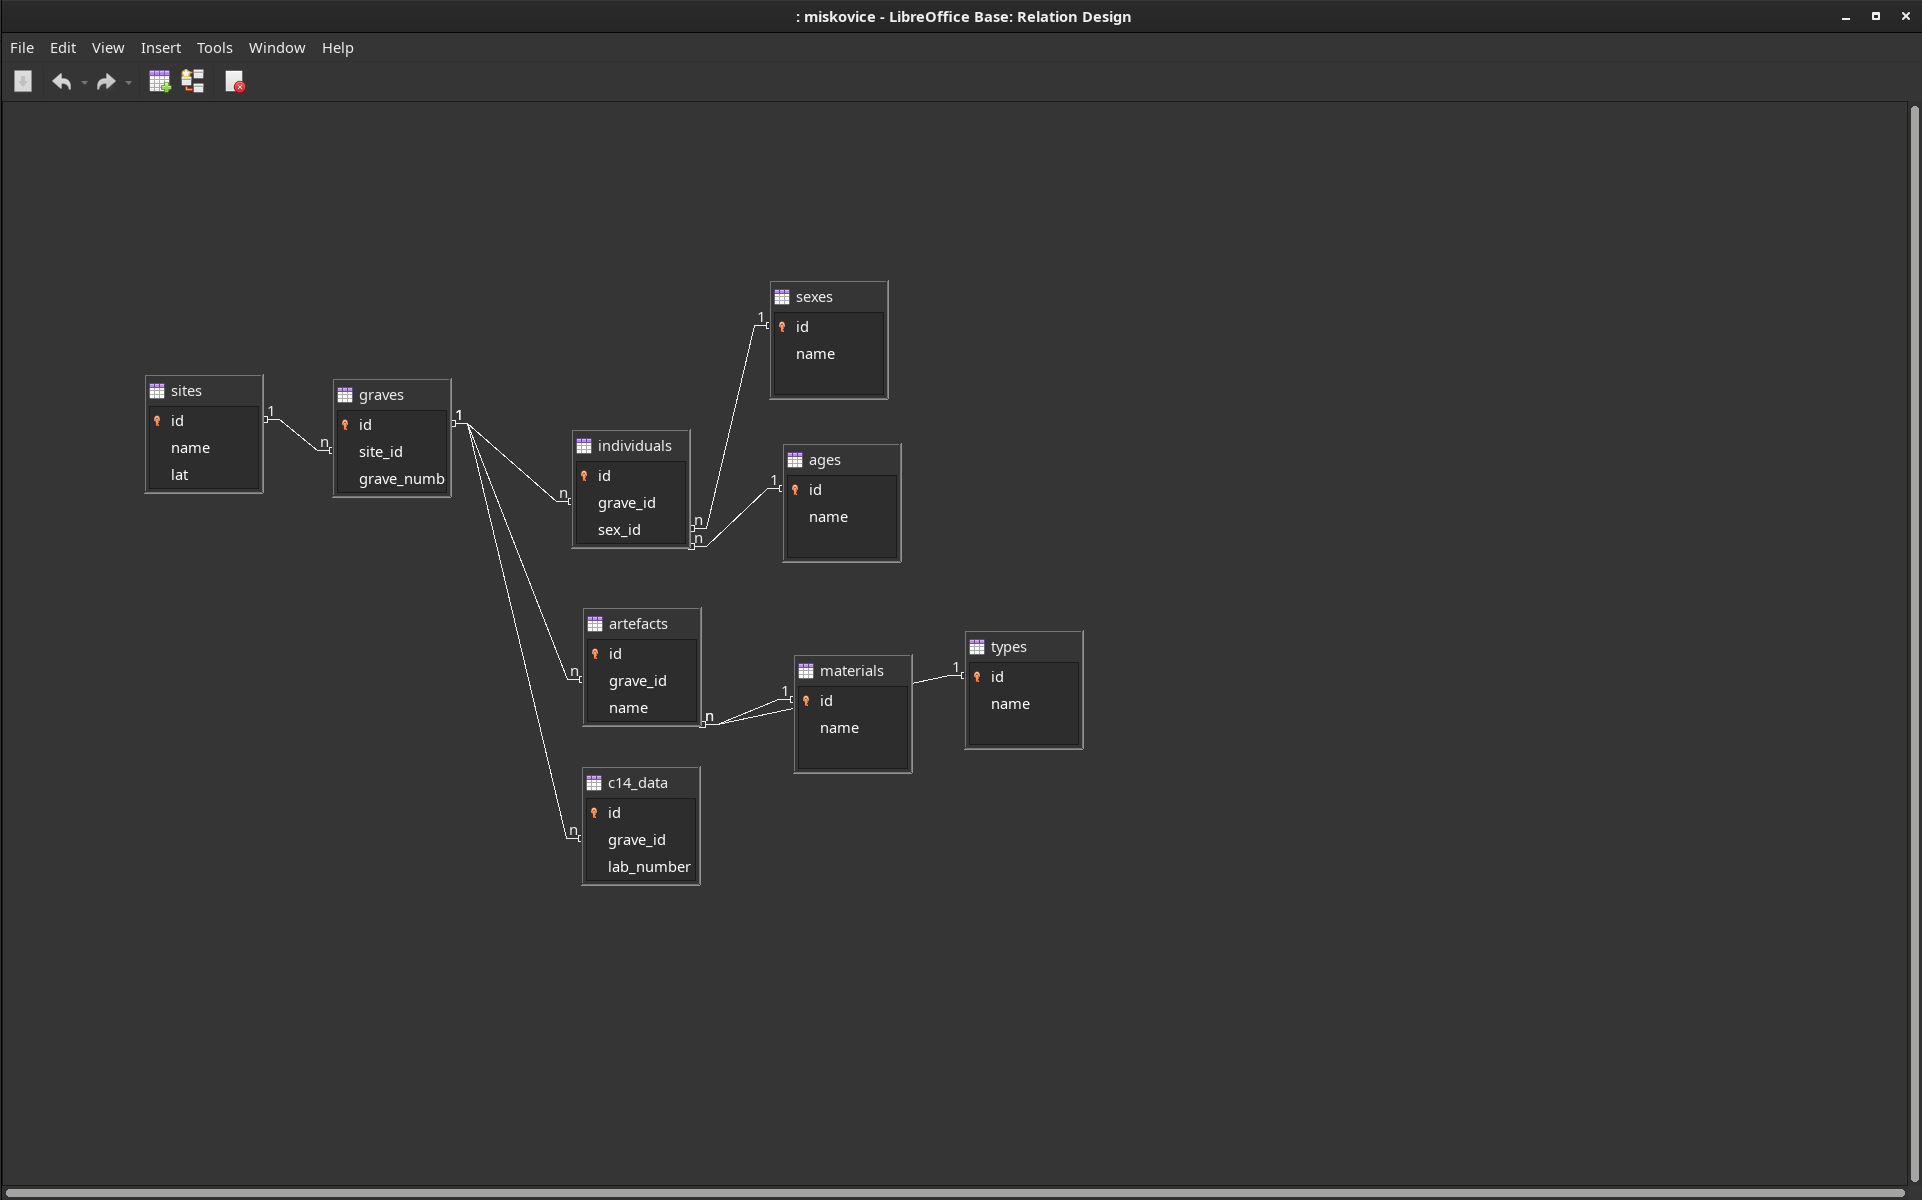 : miskovice - LibreOffice Base: Relation Design
File Edit View Insert Tools Window Help
sexes
id
name
sites
id
name
lat
graves
id
site_id
grave_numb
individuals
id
grave_id
sex_id
ages
id
name
artefacts
id
grave_id
name
materials
id
name
types
id
name
c14_data
id
grave_id
lab_number
1
n
1
n
n
n
1
n
n
1
1
n
1